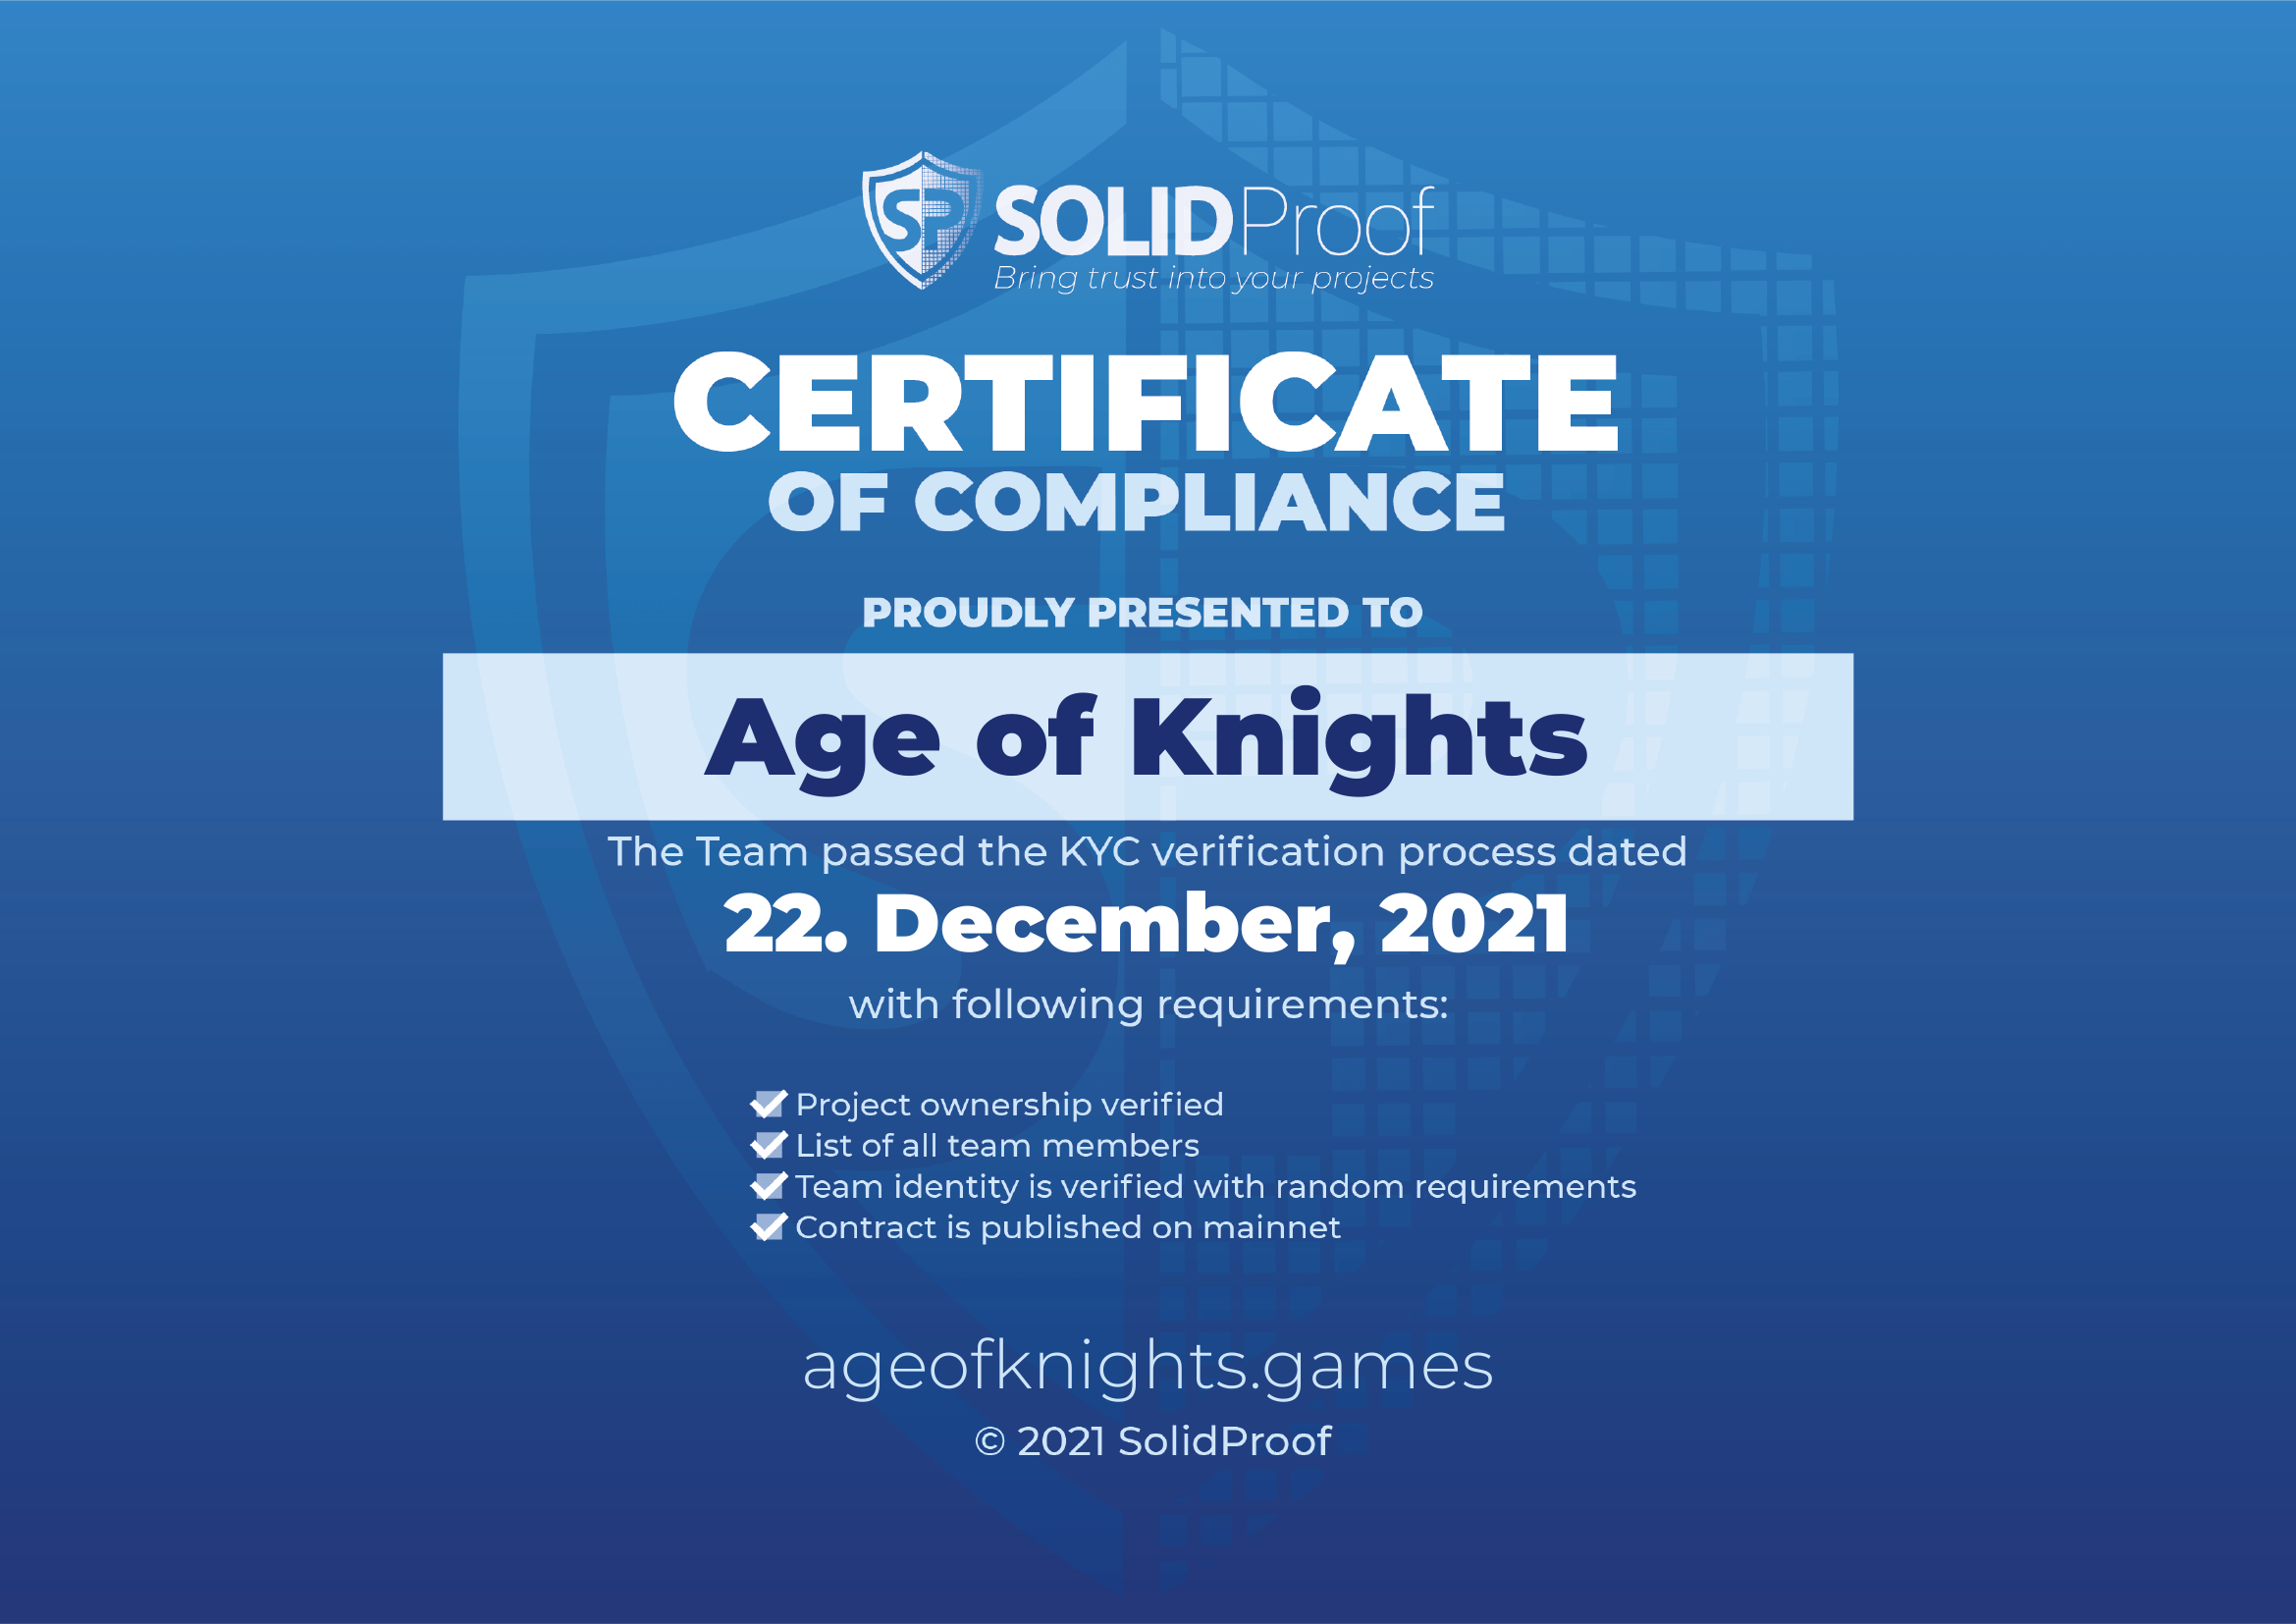 SP
SOLIDProof
Bring trust into your projects
CERTIFICATE
OF COMPLIANCE
PROUDLY PRESENTED TO
Age of Knights
The Team passed the KYC verification process dated
22. December, 2021
with following requirements:
Project ownership verified
List of all team members
Team identity is verified with random requirements
Contract is published on mainnet
ageofknights.games
© 2021 SolidProof